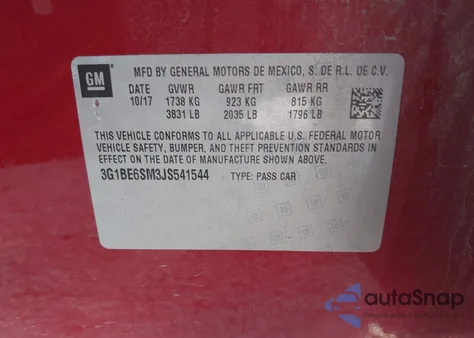 GM
MFD BY GENERAL MOTORS DE MEXICO, S. DE R.L. DE C.V.
DATE GVWR GAWR FRT GAWR RR
10/17 1738 KG 923 KG 815 KG
3831 LB 2035 LB 1796 LB
THIS VEHICLE CONFORMS TO ALL APPLICABLE U.S. FEDERAL MOTOR
VEHICLE SAFETY, BUMPER, AND THEFT PREVENTION STANDARDS IN
EFFECT ON THE DATE OF MANUFACTURE SHOWN ABOVE.
3G1BE6SM3JS541544 TYPE: PASS CAR
autoSnap